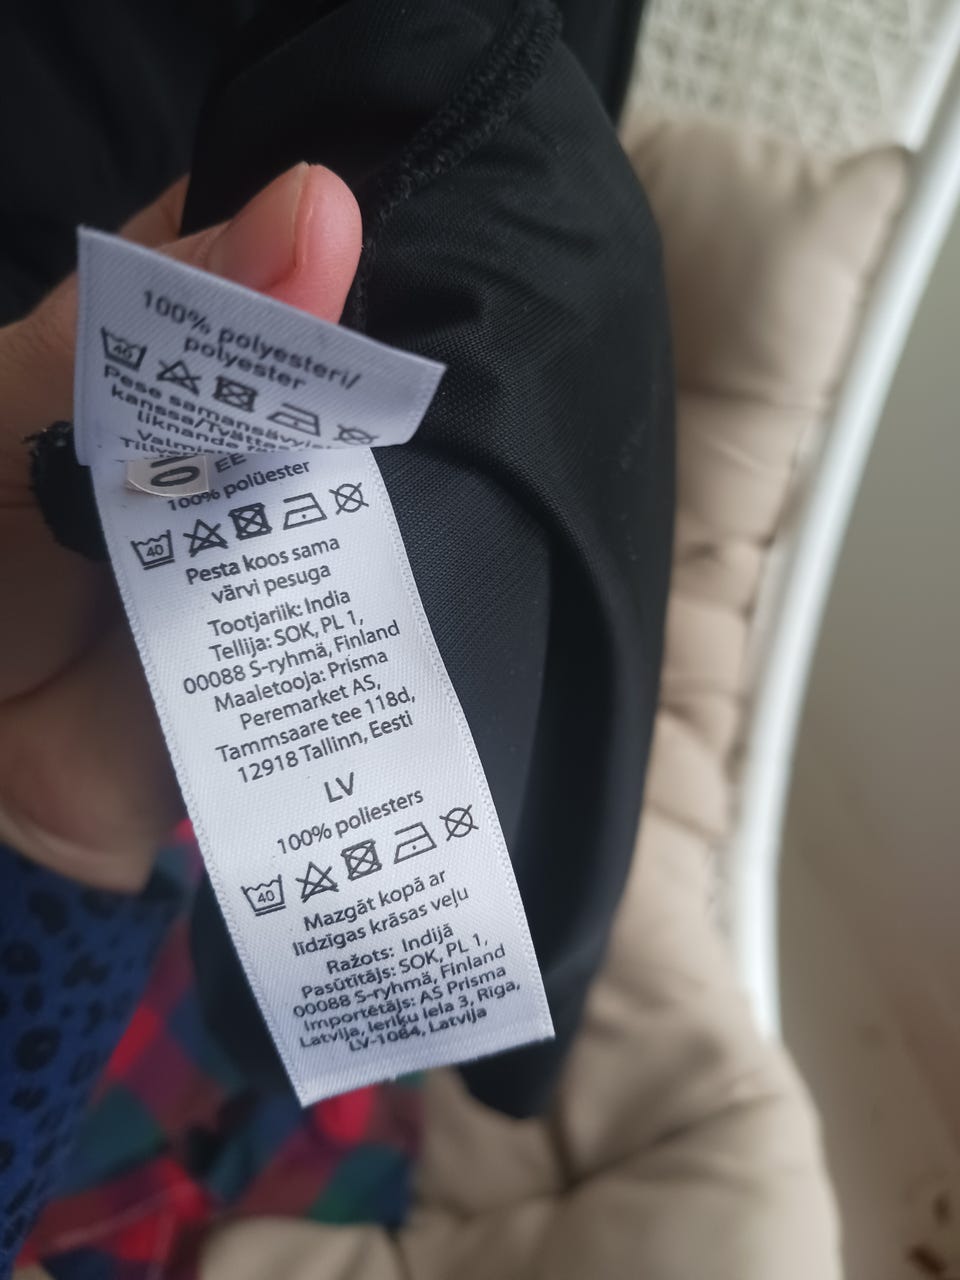 100% polyesteri/
polyester
40
Pese samansävyisten
kanssa/Tvättas
liknande
EE
100% polüester
40
Pesta koos sama
värvi pesuga
Tootjariik: India
Tellija: SOK, PL 1,
00088 S-ryhmä, Finland
Maaletooja: Prisma
Peremarket AS,
Tammsaare tee 118d,
12918 Tallinn, Eesti
LV
100% poliesters
40
Mazgāt kopā ar
līdzīgas krāsas veļu
Ražots: Indijā
Pasūtītājs: SOK, PL 1,
00088 S-ryhmä, Finland
Importētājs: AS Prisma
Latvija, Ieriķu iela 3, Rīga,
LV-1084, Latvija